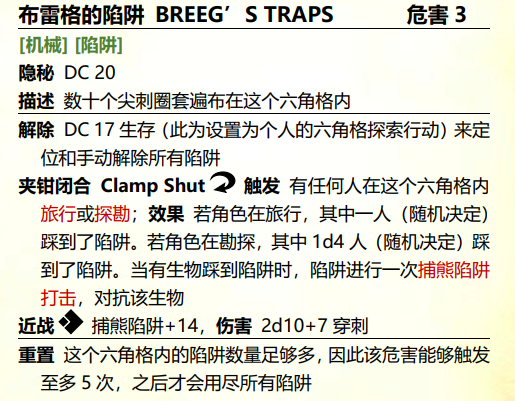 布雷格的陷阱 BREEG'S TRAPS 危害 3
[机械] [陷阱]
隐秘 DC 20
描述 数十个尖刺圈套遍布在这个六角格内
解除 DC 17 生存（此为设置为个人的六角格探索行动）来定
位和手动解除所有陷阱
夹钳闭合 Clamp Shut 触发 有任何人在这个六角格内
旅行或探勘；效果 若角色在旅行，其中一人（随机决定）
踩到了陷阱。若角色在勘探，其中 1d4 人（随机决定）踩
到了陷阱。当有生物踩到陷阱时，陷阱进行一次捕熊陷阱
打击，对抗该生物
近战 捕熊陷阱+14，伤害 2d10+7 穿刺
重置 这个六角格内的陷阱数量足够多，因此该危害能够触发
至多 5 次，之后才会用尽所有陷阱